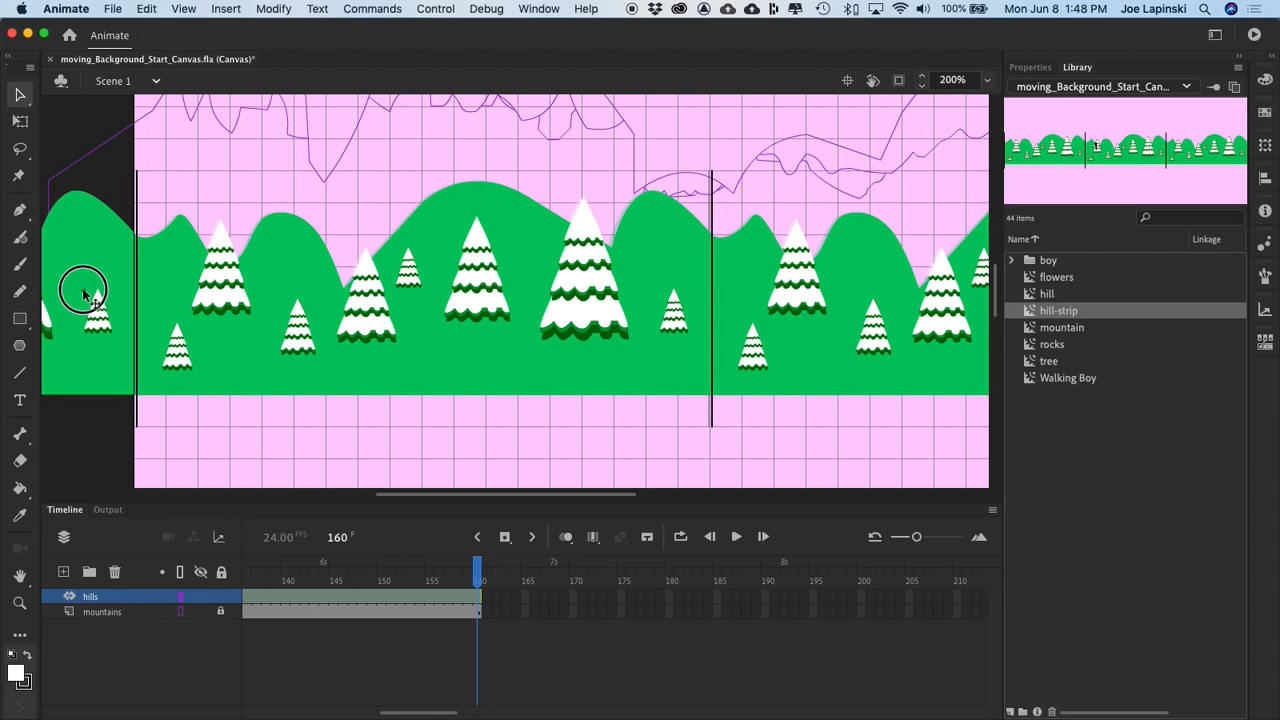 Animate File Edit View Insert Modify Text Commands Control Debug Window Help 100% Mon Jun 8 1:48 PM Joe Lapinski
Animate
moving_Background_Start_Canvas.fla (Canvas)*
Properties Library
Scene 1 200% moving_Background_Start_Can...
44 items
Name Linkage
boy
flowers
hill
hill-strip
mountain
rocks
tree
Walking Boy
Timeline Output
24.00 FPS 160 F
6s 7s 8s
140 145 150 155 165 170 175 180 185 190 195 200 205 210
hills
mountains